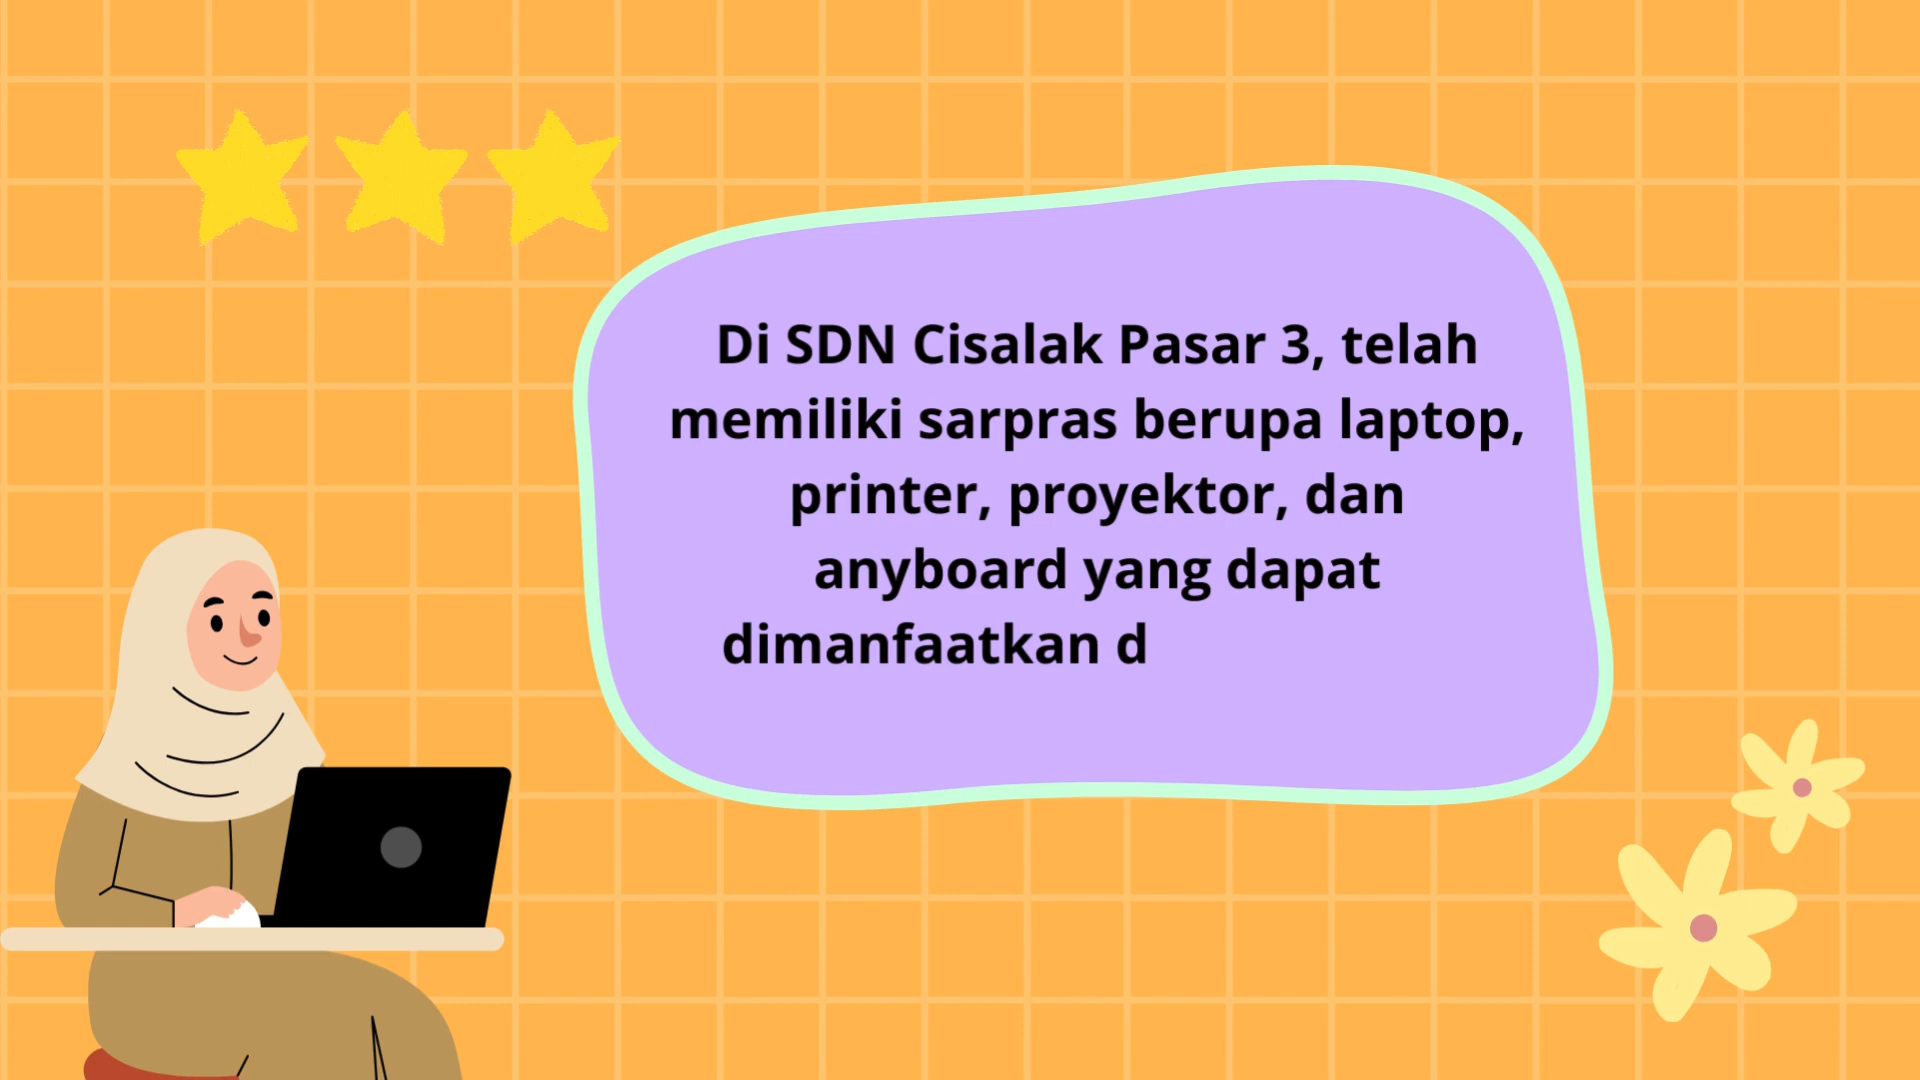 Di SDN Cisalak Pasar 3, telah
memiliki sarpras berupa laptop,
printer, proyektor, dan
anyboard yang dapat
dimanfaatkan d